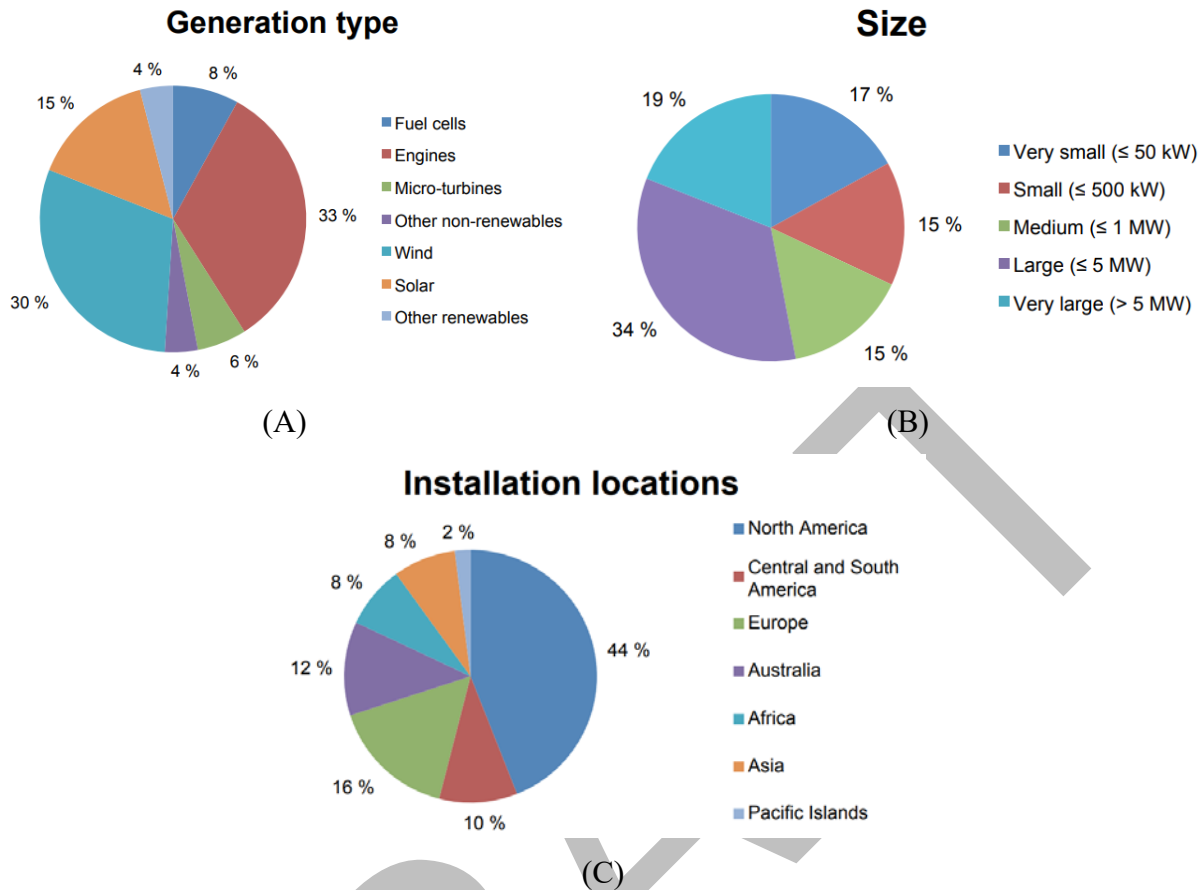 Generation type
4 %
8 %
15 %
33 %
30 %
4 %
6 %
Fuel cells
Engines
Micro-turbines
Other non-renewables
Wind
Solar
Other renewables
(A)
Size
19 %
17 %
15 %
34 %
15 %
Very small (≤ 50 kW)
Small (≤ 500 kW)
Medium (≤ 1 MW)
Large (≤ 5 MW)
Very large (> 5 MW)
(B)
Installation locations
2 %
8 %
8 %
44 %
12 %
16 %
10 %
North America
Central and South
America
Europe
Australia
Africa
Asia
Pacific Islands
(C)